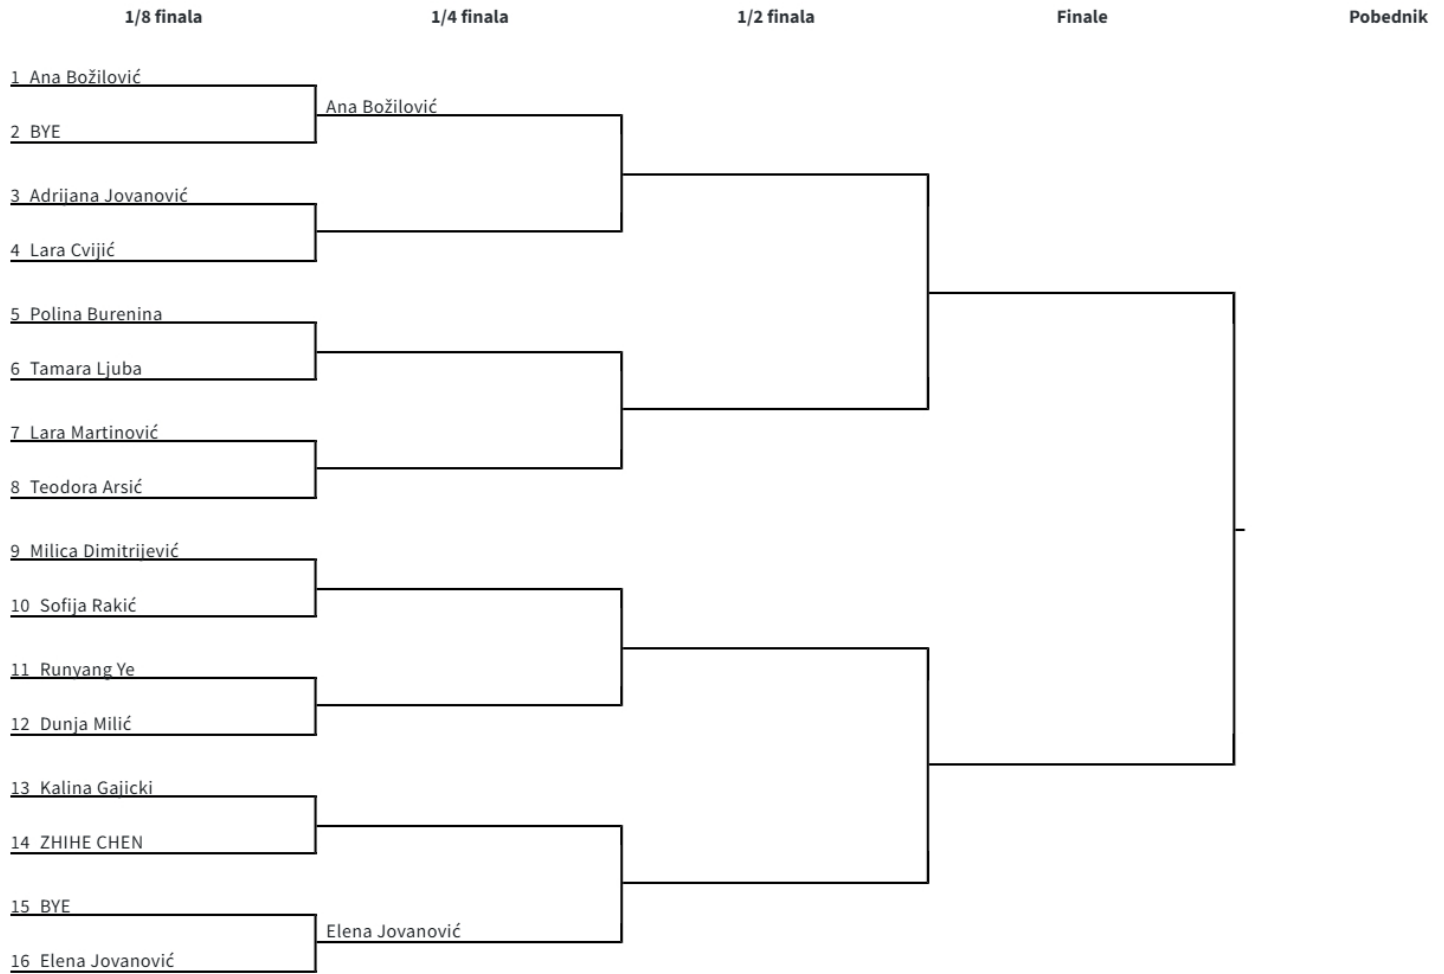 1/8 finala 1/4 finala 1/2 finala Finale Pobednik
1 Ana Božilović
Ana Božilović
2 BYE
3 Adrijana Jovanović
4 Lara Cvijić
5 Polina Burenina
6 Tamara Ljuba
7 Lara Martinović
8 Teodora Arsić
9 Milica Dimitrijević
10 Sofija Rakić
11 Runyang Ye
12 Dunja Milić
13 Kalina Gajicki
14 ZHIHE CHEN
15 BYE
Elena Jovanović
16 Elena Jovanović